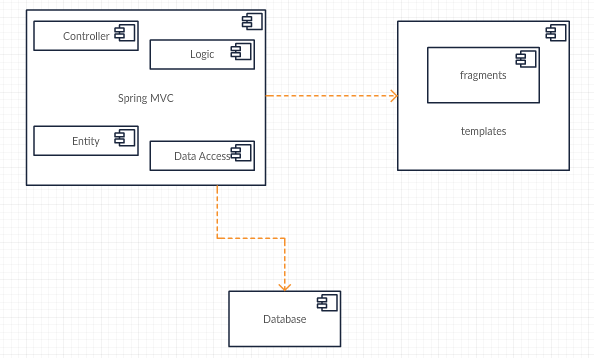 Controller
Logic
Spring MVC
Entity
Data Access
fragments
templates
Database